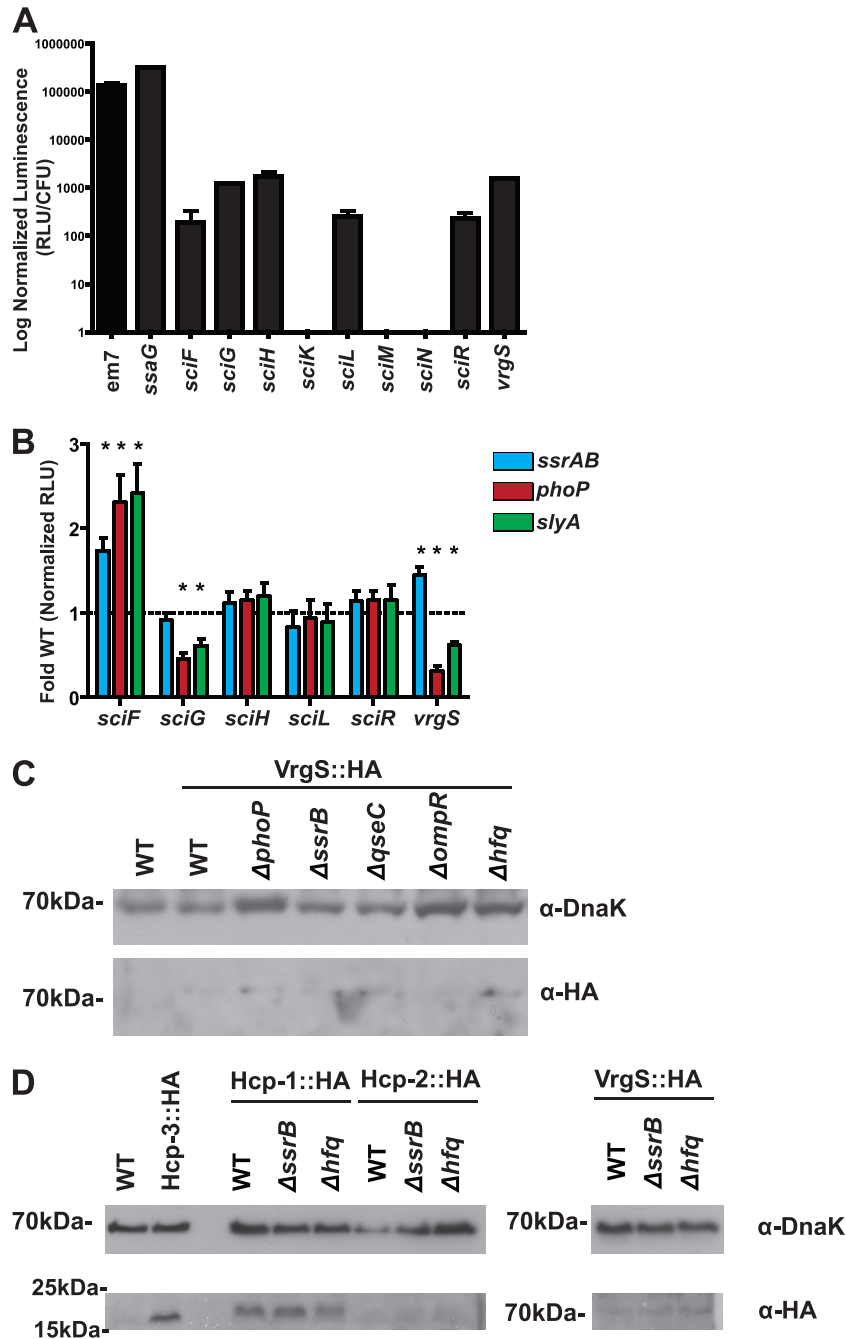 A
Log Normalized Luminescence
(RLU/CFU)
1000000
100000
10000
1000
100
10
1
em7 ssaG sciF sciG sciH sciK sciL sciM sciN sciR vrgS
B
Fold WT (Normalized RLU)
3
2
1
0
* * * * * * * *
sciF sciG sciH sciL sciR vrgS
ssrAB
phoP
slyA
C
VrgS::HA
WT WT ΔphoP ΔssrB ΔqseC ΔompR Δhfq
70kDa- α-DnaK
70kDa- α-HA
D
Hcp-1::HA Hcp-2::HA VrgS::HA
WT Hcp-3::HA WT ΔssrB Δhfq WT ΔssrB Δhfq WT ΔssrB Δhfq
70kDa- 70kDa- α-DnaK
25kDa-
15kDa- 70kDa- α-HA